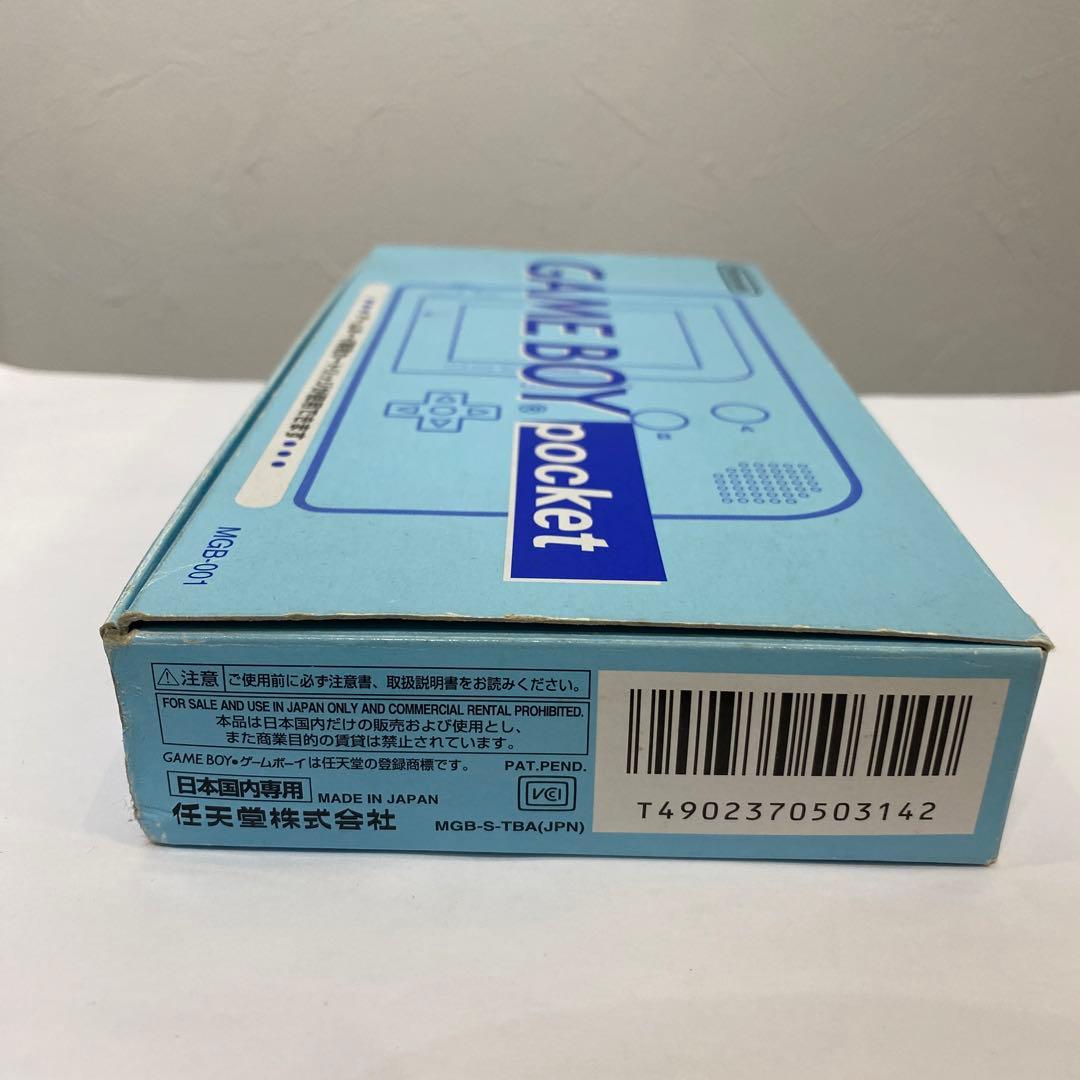 GAME BOY®
pocket
B
A
MGB-001
⚠注意 ご使用前に必ず注意書、取扱説明書をお読みください。
FOR SALE AND USE IN JAPAN ONLY AND COMMERCIAL RENTAL PROHIBITED.
本品は日本国内だけの販売および使用とし、
また商業目的の賃貸は禁止されています。
GAME BOY®ゲームボーイは任天堂の登録商標です。 PAT.PEND.
日本国内専用 MADE IN JAPAN
VCI
任天堂株式会社 MGB-S-TBA(JPN)
T4902370503142